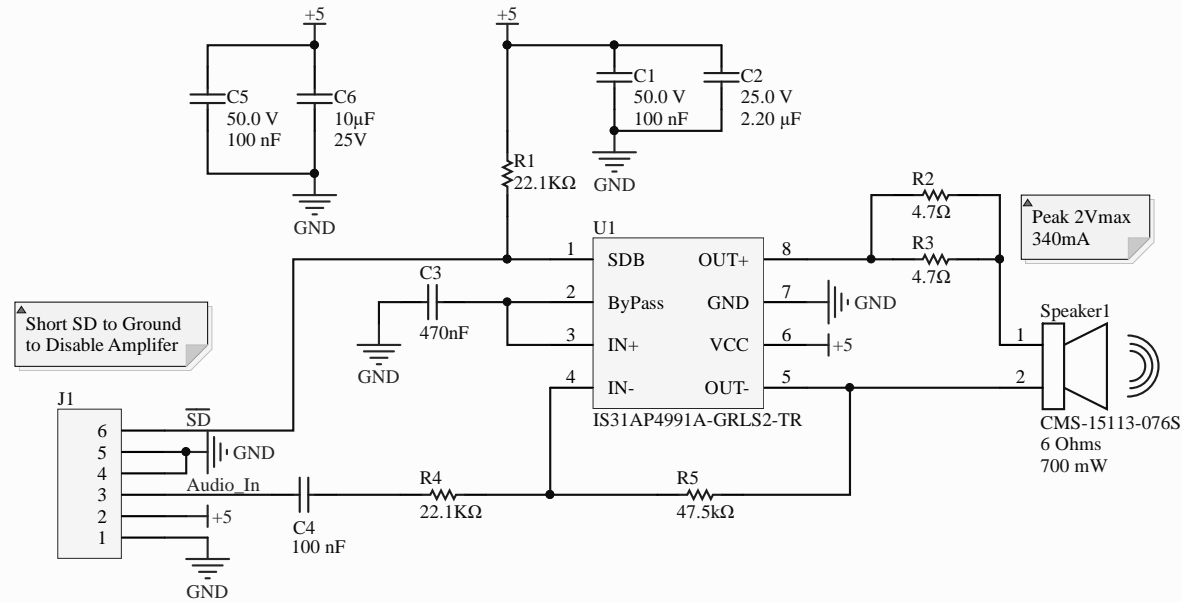 +5
+5
C5
50.0 V
100 nF
C6
10µF
25V
GND
C1
50.0 V
100 nF
C2
25.0 V
2.20 µF
GND
R1
22.1KΩ
R2
4.7Ω
R3
4.7Ω
Peak 2Vmax
340mA
U1
1 SDB OUT+ 8
2 ByPass GND 7 GND
3 IN+ VCC 6 +5
4 IN- OUT- 5
IS31AP4991A-GRLS2-TR
C3
470nF
GND
Short SD to Ground
to Disable Amplifer
Speaker1
1
2
CMS-15113-076S
6 Ohms
700 mW
J1
6 SD
5 GND
4
3 Audio_In
2 +5
1
GND
C4
100 nF
R4
22.1KΩ
R5
47.5kΩ